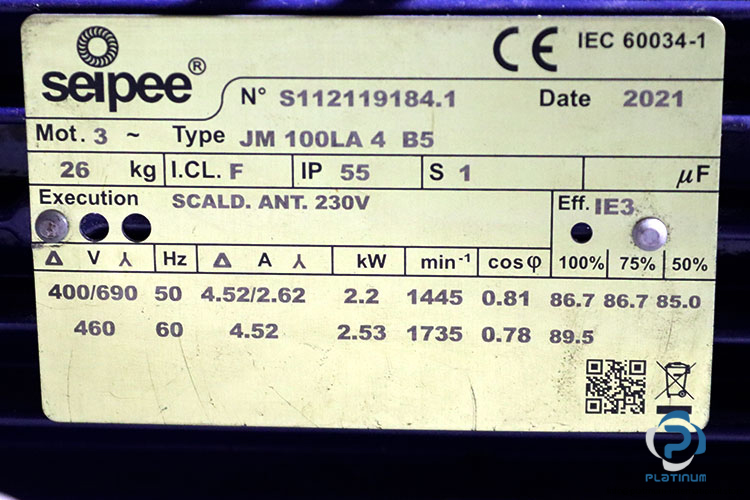 seipee®
CE IEC 60034-1
N° S112119184.1 Date 2021
Mot. 3 ~ Type JM 100LA 4 B5
26 kg I.CL. F IP 55 S 1 µF
Execution SCALD. ANT. 230V Eff. IE3
Δ V ⅄ Hz Δ A ⅄ kW min⁻¹ cosφ 100% 75% 50%
400/690 50 4.52/2.62 2.2 1445 0.81 86.7 86.7 85.0
460 60 4.52 2.53 1735 0.78 89.5
PLATINUM